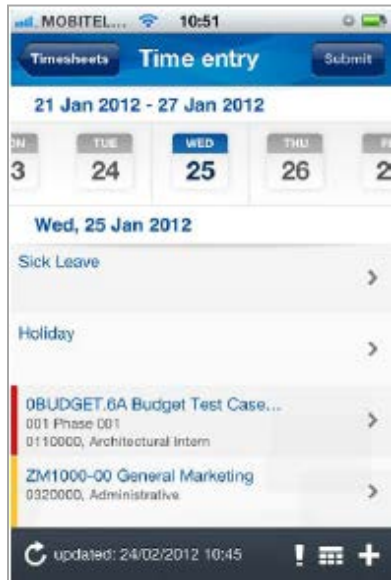 MOBITEL... 10:51
Timesheets Time entry Submit
21 Jan 2012 - 27 Jan 2012
TUE WED THU
3 24 25 26 2
Wed, 25 Jan 2012
Sick Leave
Holiday
0BUDGET.6A Budget Test Case...
001 Phase 001
0110000, Architectural Intern
ZM1000-00 General Marketing
0320000, Administrative
updated: 24/02/2012 10:45